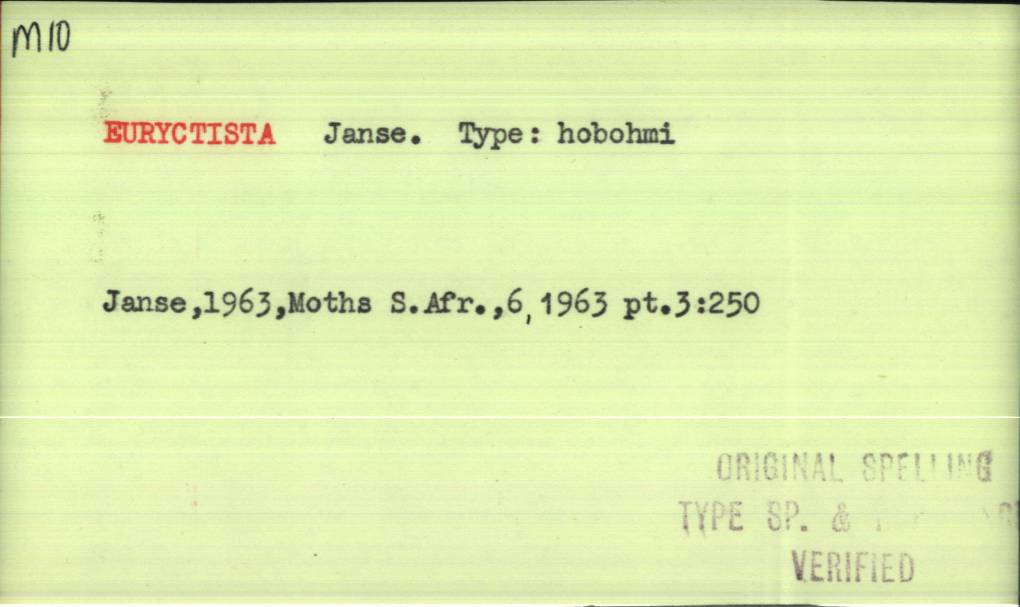 M10
EURYCTISTA Janse. Type: hobohmi
Janse,1963,Moths S.Afr.,6,1963 pt.3:250
ORIGINAL SPELLING
TYPE SP. &
VERIFIED